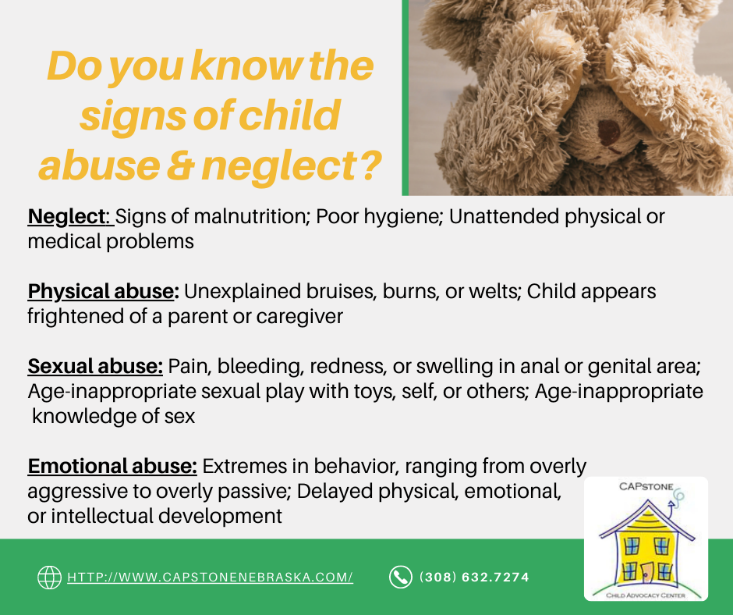 Do you know the
signs of child
abuse & neglect?
Neglect: Signs of malnutrition; Poor hygiene; Unattended physical or
medical problems
Physical abuse: Unexplained bruises, burns, or welts; Child appears
frightened of a parent or caregiver
Sexual abuse: Pain, bleeding, redness, or swelling in anal or genital area;
Age-inappropriate sexual play with toys, self, or others; Age-inappropriate
knowledge of sex
Emotional abuse: Extremes in behavior, ranging from overly
aggressive to overly passive; Delayed physical, emotional,
or intellectual development
CAPSTONE
CHILD ADVOCACY CENTER
HTTP://WWW.CAPSTONENEBRASKA.COM/
(308) 632.7274